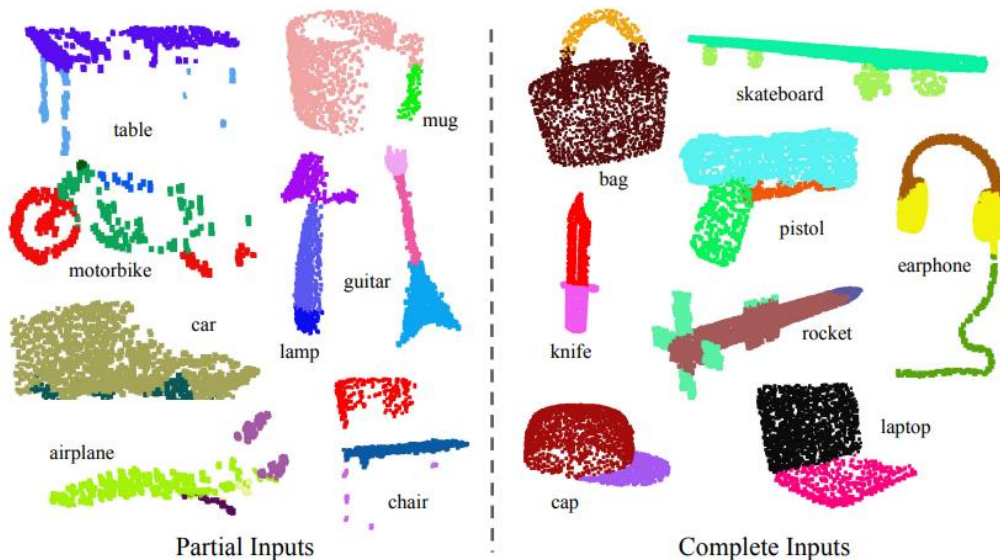 table
mug
motorbike
guitar
car
lamp
airplane
chair
Partial Inputs
skateboard
bag
pistol
earphone
knife
rocket
cap
laptop
Complete Inputs